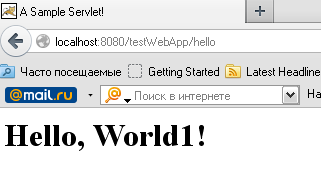 A Sample Servlet!
localhost:8080/testWebApp/hello
Часто посещаемые Getting Started Latest Headline
@mail.ru Поиск в интернете На
Hello, World1!